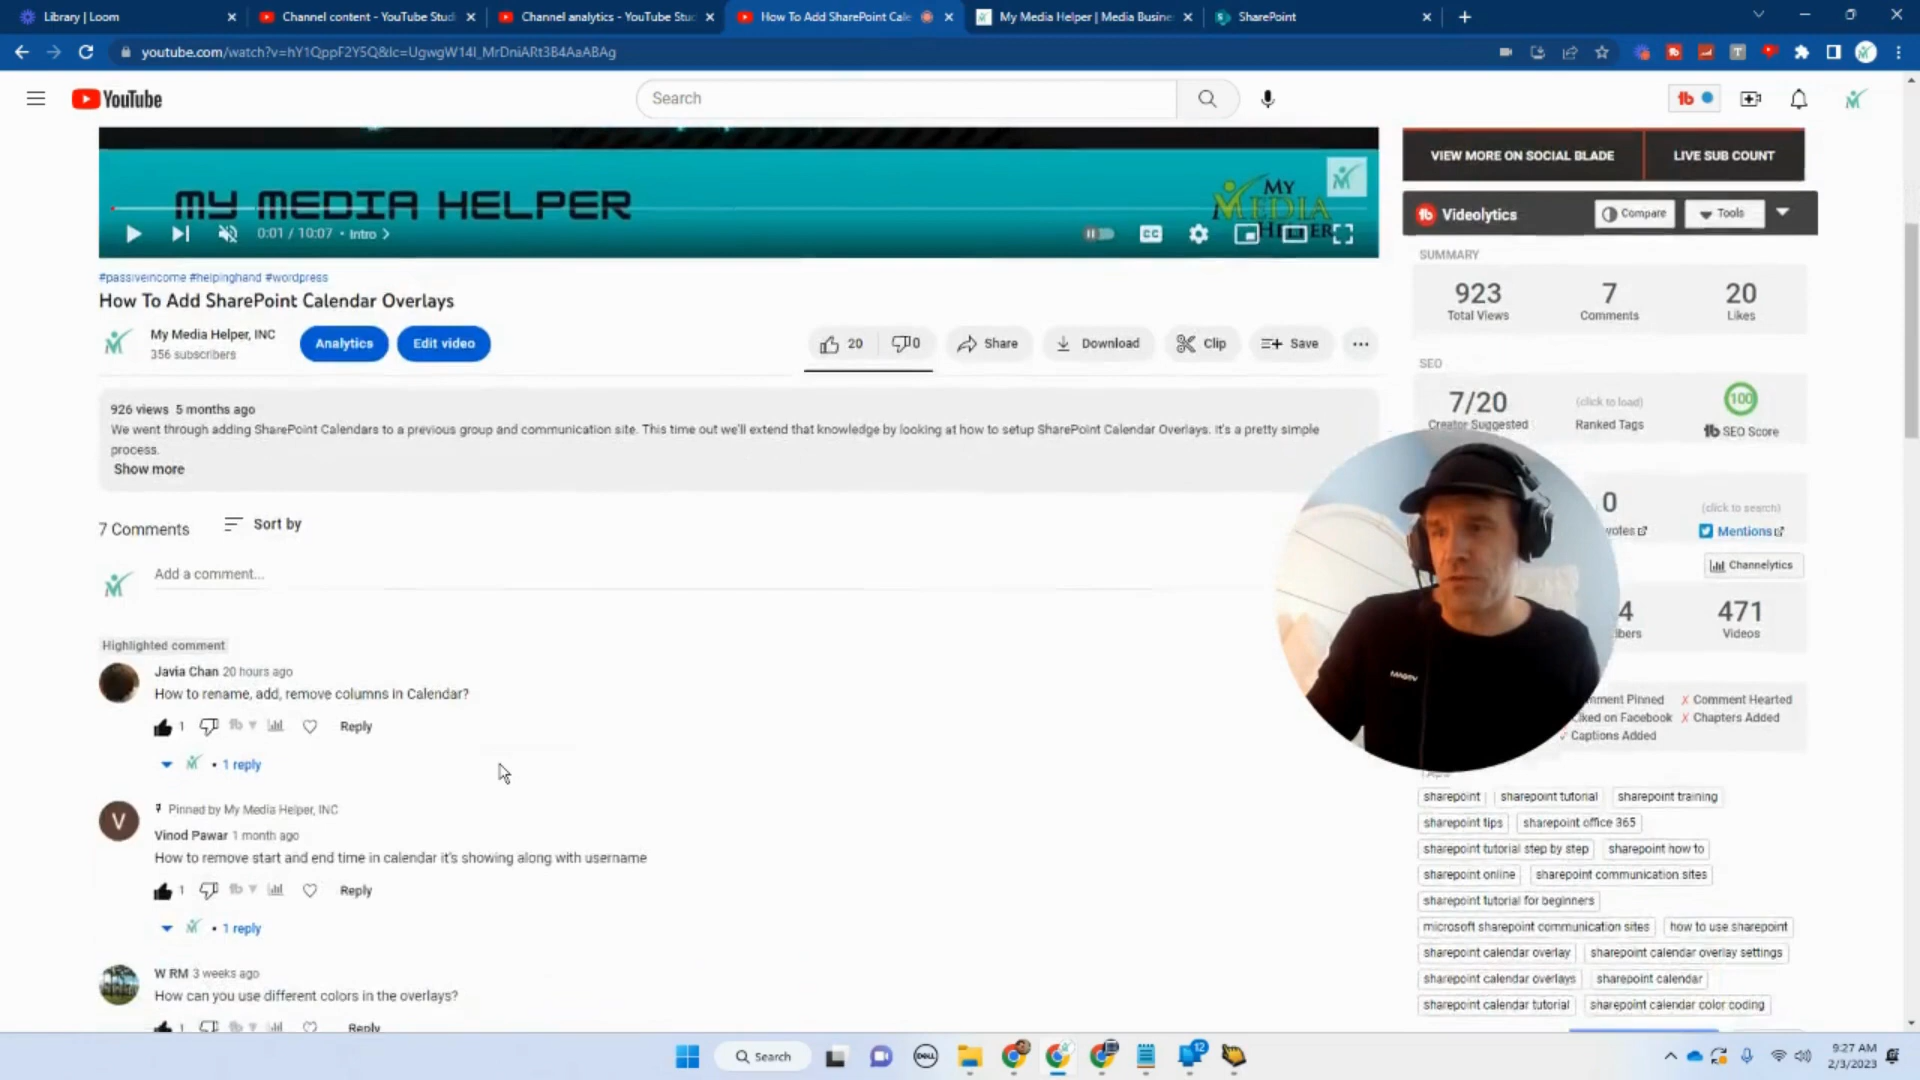 Library | Loom
Channel content - YouTube Studi
Channel analytics - YouTube Stud
How To Add SharePoint Cale
My Media Helper | Media Busine
SharePoint
youtube.com/watch?v=hY1QppF2Y5Q&lc=UgwgW14l_MrDniARt3B4AaABAg
YouTube
Search
MY MEDIA HELPER
MY MEDIA HELPER
0:01 / 10:07 • Intro
CC
VIEW MORE ON SOCIAL BLADE
LIVE SUB COUNT
Videolytics
Compare
Tools
#passiveincome #helpinghand #wordpress
How To Add SharePoint Calendar Overlays
My Media Helper, INC
356 subscribers
Analytics
Edit video
20
0
Share
Download
Clip
Save
926 views 5 months ago
We went through adding SharePoint Calendars to a previous group and communication site. This time out we'll extend that knowledge by looking at how to setup SharePoint Calendar Overlays. It's a pretty simple
process.
Show more
7 Comments
Sort by
Add a comment...
Highlighted comment
Javia Chan 20 hours ago
How to rename, add, remove columns in Calendar?
1
Reply
• 1 reply
V
Pinned by My Media Helper, INC
Vinod Pawar 1 month ago
How to remove start and end time in calendar it's showing along with username
1
Reply
• 1 reply
W RM 3 weeks ago
How can you use different colors in the overlays?
1
Reply
SUMMARY
923 7 20
Total Views Comments Likes
SEO
7/20 (click to load) 100
Creator Suggested Ranked Tags SEO Score
0 (click to search)
Mentions
Channelytics
4 471
Videos
Comment Hearted
Chapters Added
Captions Added
sharepoint sharepoint tutorial sharepoint training
sharepoint tips sharepoint office 365
sharepoint tutorial step by step sharepoint how to
sharepoint online sharepoint communication sites
sharepoint tutorial for beginners
microsoft sharepoint communication sites how to use sharepoint
sharepoint calendar overlay sharepoint calendar overlay settings
sharepoint calendar overlays sharepoint calendar
sharepoint calendar tutorial sharepoint calendar color coding
Search
DELL
12
9:27 AM
2/3/2023